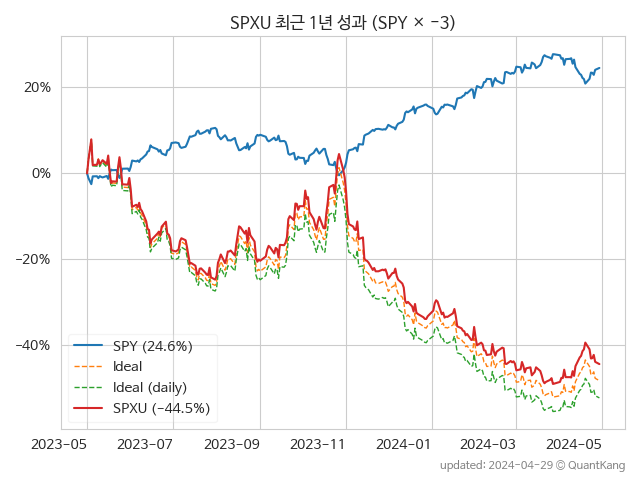 SPXU 최근 1년 성과 (SPY × −3)
20%
0%
−20%
−40%
SPY (24.6%)
Ideal
Ideal (daily)
SPXU (−44.5%)
2023−05 2023−07 2023−09 2023−11 2024−01 2024−03 2024−05
updated: 2024−04−29 © QuantKang